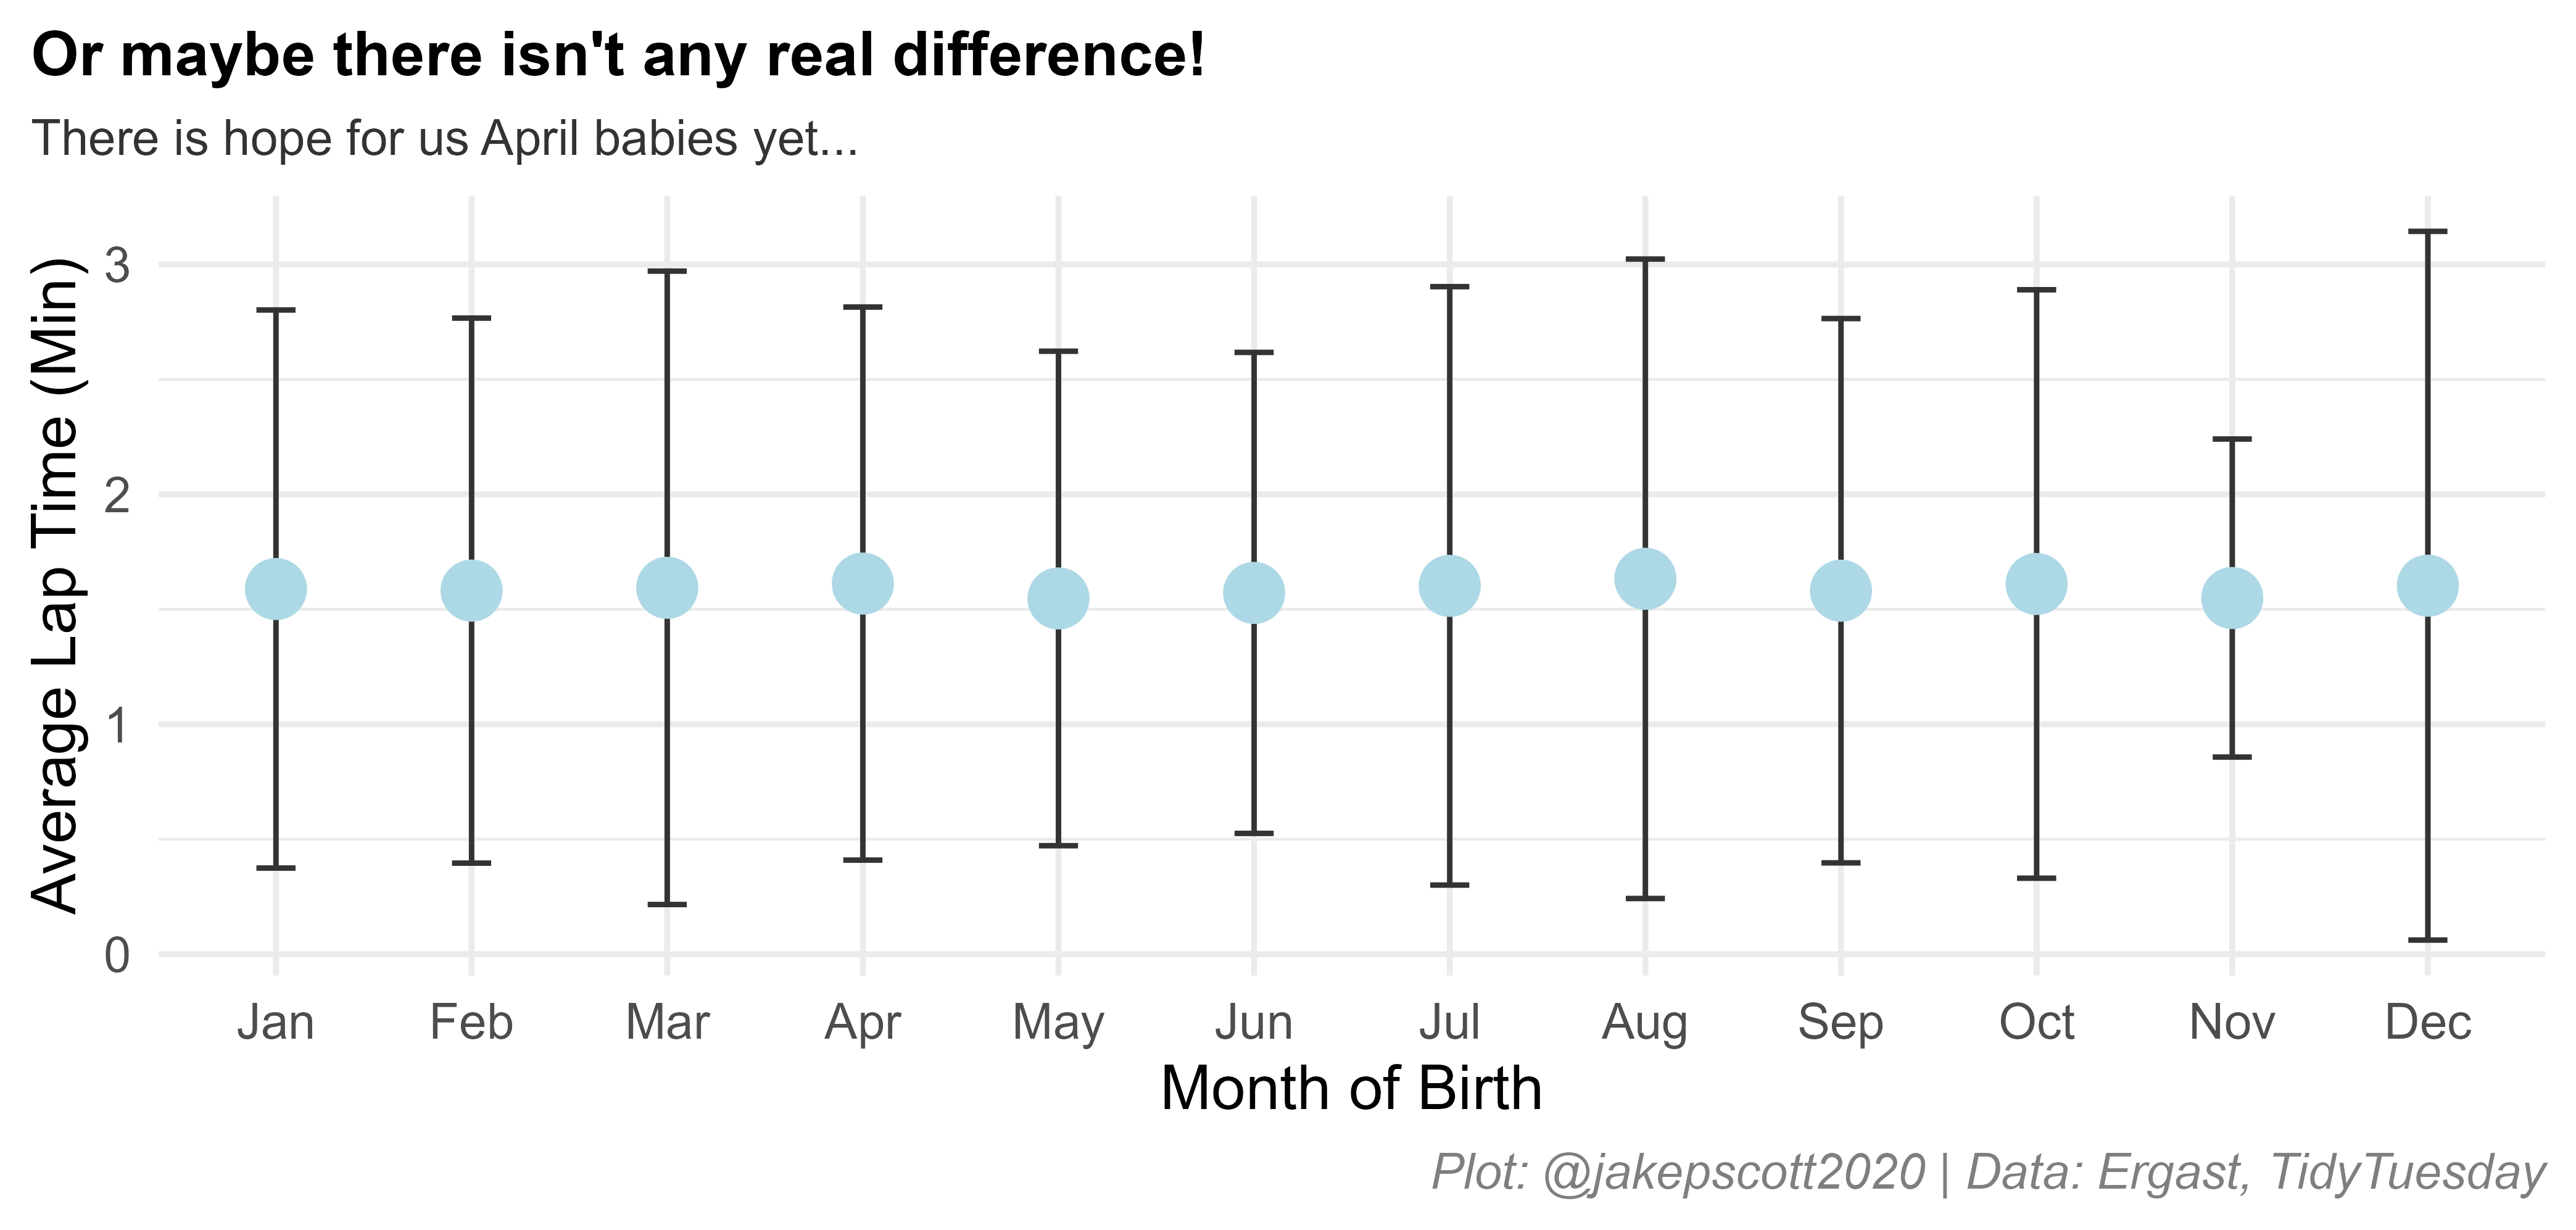 Or maybe there isn't any real difference!
There is hope for us April babies yet...
Average Lap Time (Min)
3
2
1
0
Jan Feb Mar Apr May Jun Jul Aug Sep Oct Nov Dec
Month of Birth
Plot: @jakepscott2020 | Data: Ergast, TidyTuesday